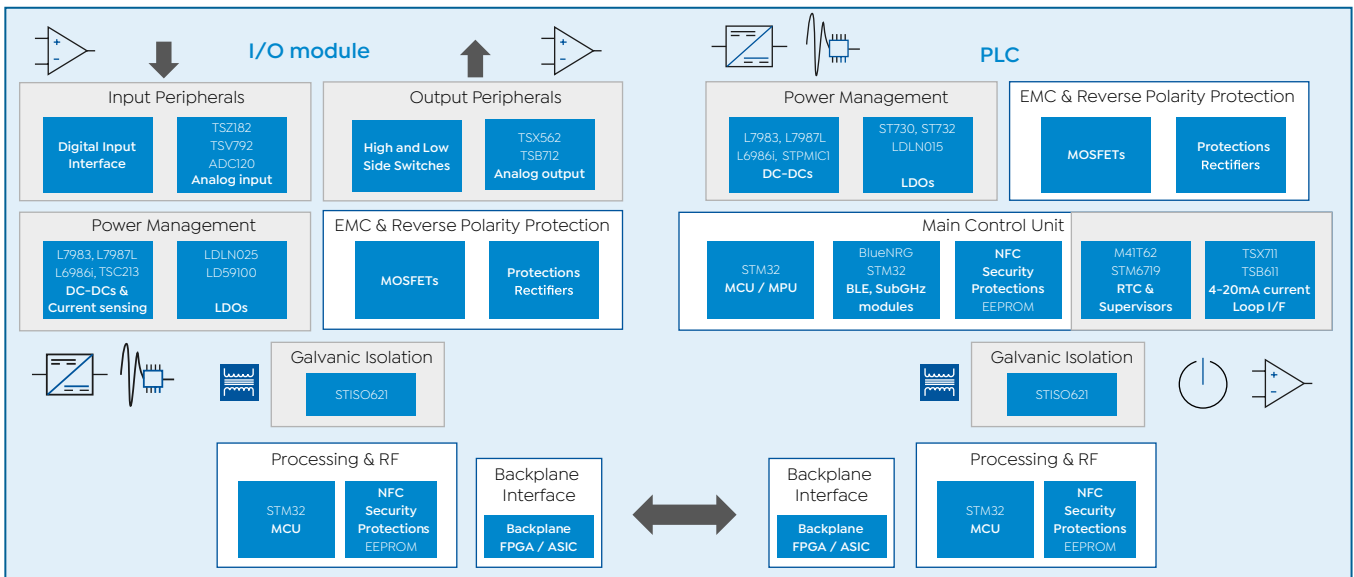 I/O module
Input Peripherals
Digital Input
Interface
TSZ182
TSV792
ADC120
Analog input
Output Peripherals
High and Low
Side Switches
TSX562
TSB712
Analog output
Power Management
L7983, L7987L
L6986i, TSC213
DC-DCs &
Current sensing
LDLN025
LD59100
LDOs
EMC & Reverse Polarity Protection
MOSFETs
Protections
Rectifiers
Galvanic Isolation
STISO621
Processing & RF
STM32
MCU
NFC
Security
Protections
EEPROM
Backplane
Interface
Backplane
FPGA / ASIC
PLC
Power Management
L7983, L7987L
L6986i, STPMIC1
DC-DCs
ST730, ST732
LDLN015
LDOs
EMC & Reverse Polarity Protection
MOSFETs
Protections
Rectifiers
Main Control Unit
STM32
MCU / MPU
BlueNRG
STM32
BLE, SubGHz
modules
NFC
Security
Protections
EEPROM
M41T62
STM6719
RTC &
Supervisors
TSX711
TSB611
4-20mA current
Loop I/F
Galvanic Isolation
STISO621
Backplane
Interface
Backplane
FPGA / ASIC
Processing & RF
STM32
MCU
NFC
Security
Protections
EEPROM